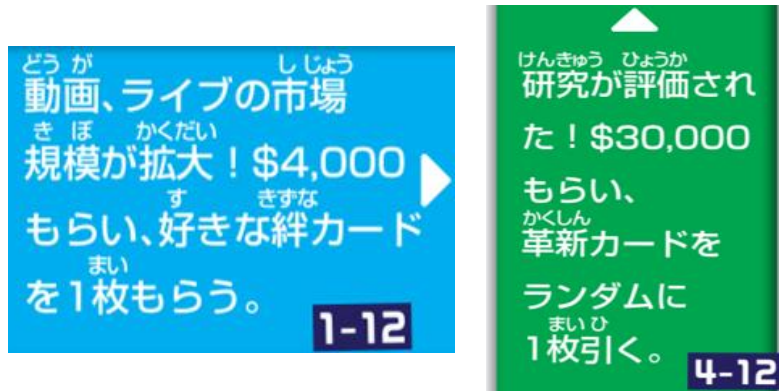 どうが しじょう
動画、ライブの市場
きぼ かくだい
規模が拡大！$4,000
す きずな
もらい、好きな絆カード
まい
を1枚もらう。
1-12
けんきゅう ひょうか
研究が評価され
た！$30,000
もらい、
かくしん
革新カードを
ランダムに
まいひ
1枚引く。
4-12